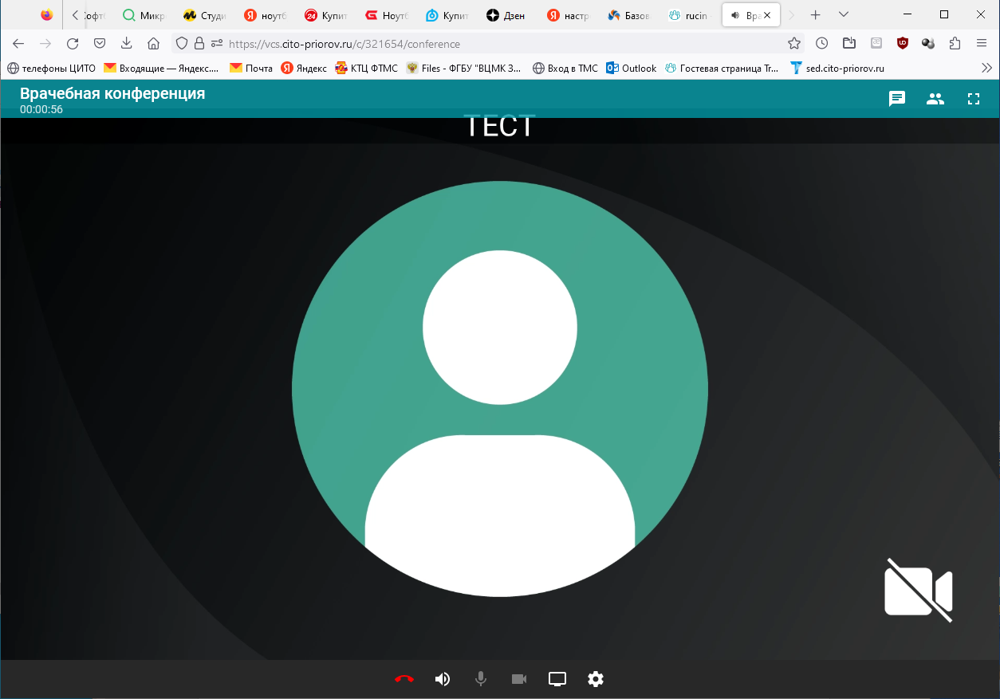 Софтб Микр Студи ноутб Купит Ноутб Купит Дзен настр Базов rucin Вра
https://vcs.cito-priorov.ru/c/321654/conference
телефоны ЦИТО Входящие — Яндекс.... Почта Яндекс КТЦ ФТМС Files - ФГБУ "ВЦМК З... Вход в ТМС Outlook Гостевая страница Tr... sed.cito-priorov.ru
Врачебная конференция
00:00:56
ТЕСТ